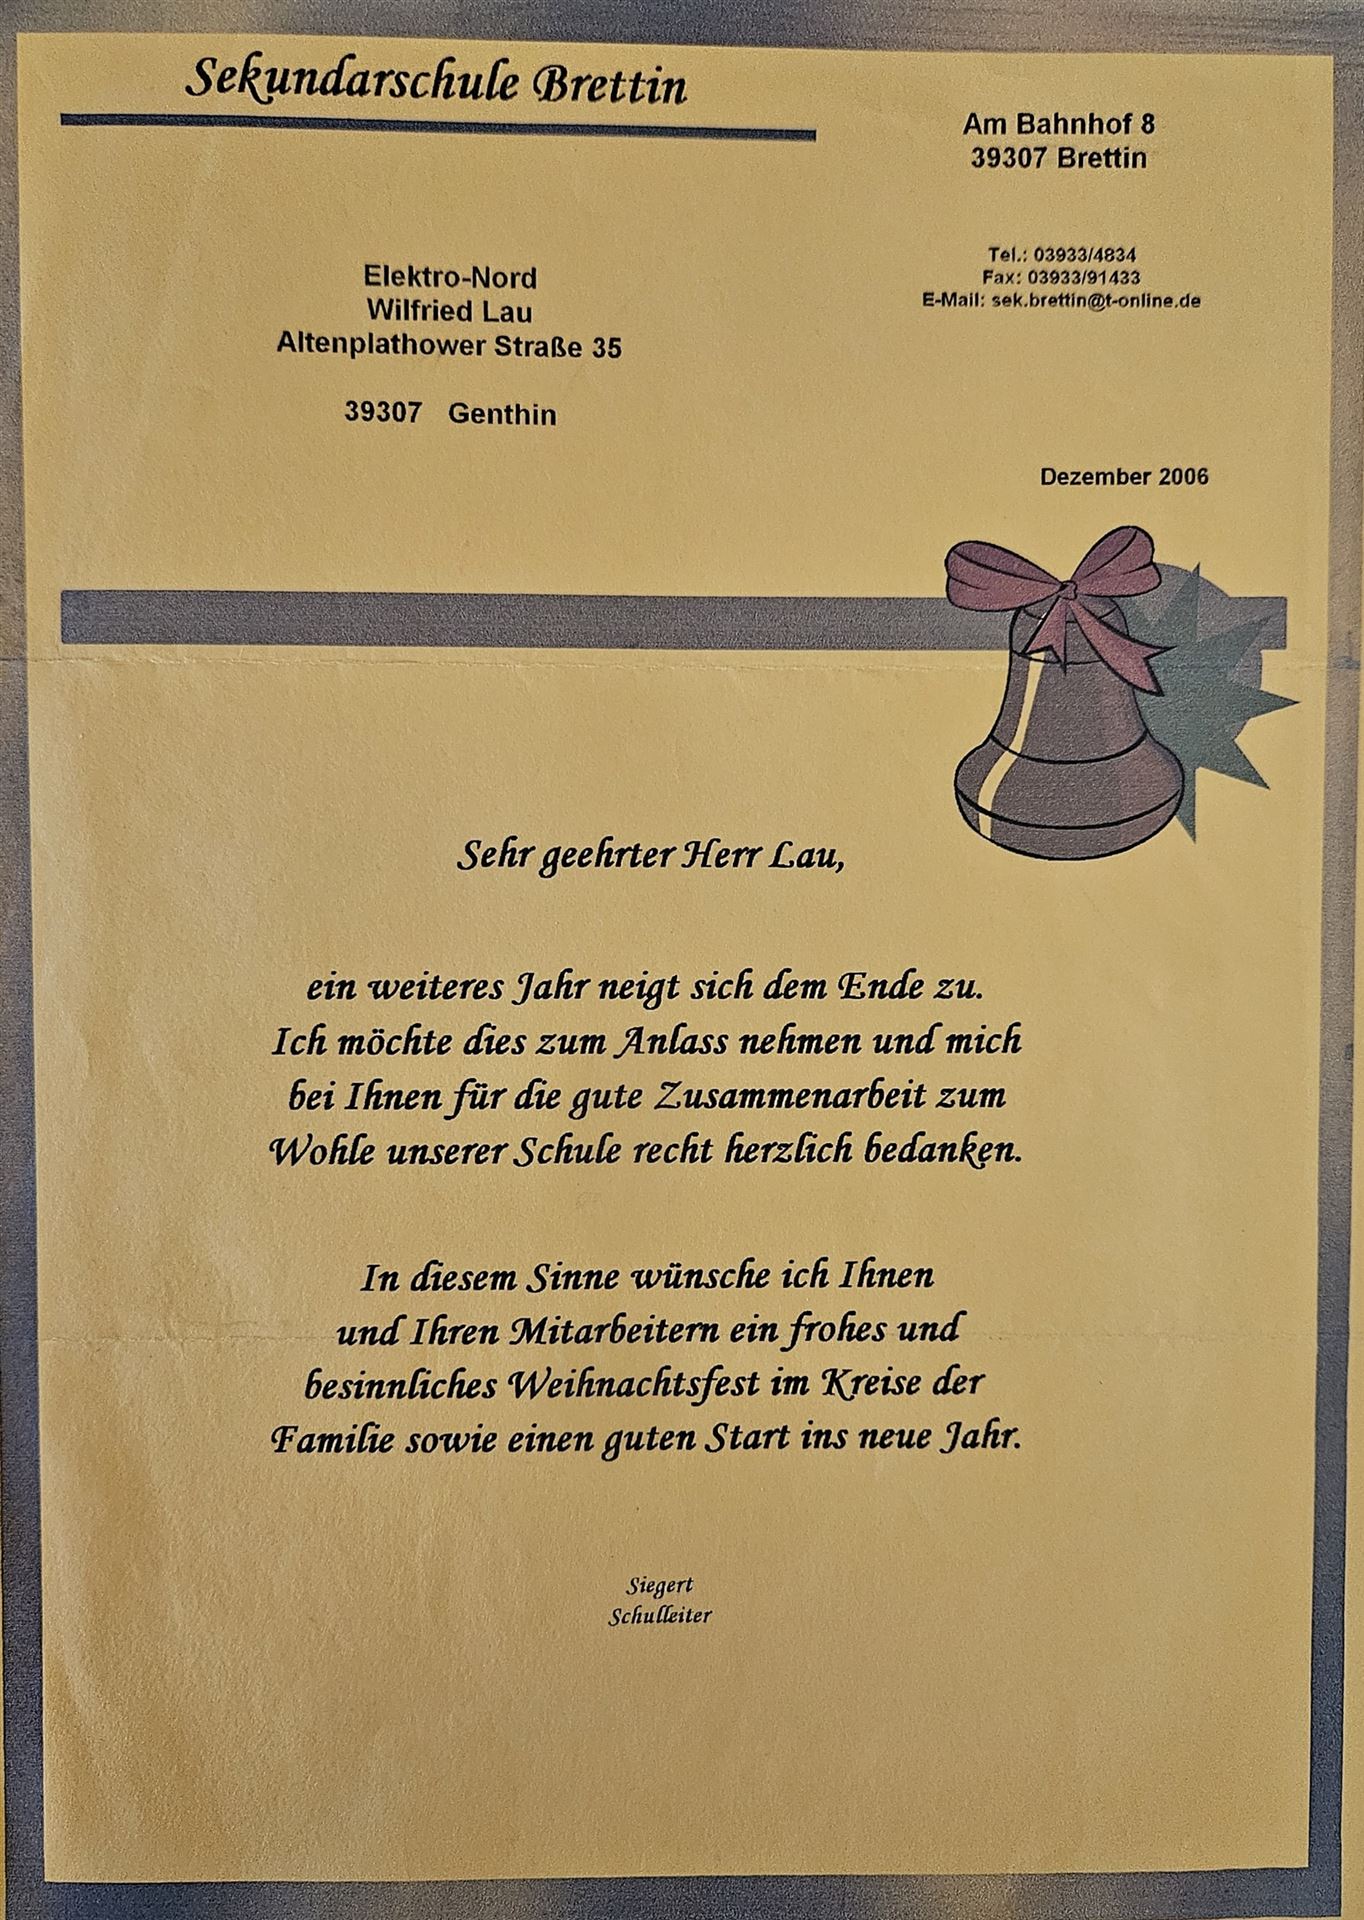 Sekundarschule Brettin
Am Bahnhof 8
39307 Brettin
Tel.: 03933/4834
Fax: 03933/91433
E-Mail: sek.brettin@t-online.de
Elektro-Nord
Wilfried Lau
Altenplathower Straße 35
39307 Genthin
Dezember 2006
Sehr geehrter Herr Lau,
ein weiteres Jahr neigt sich dem Ende zu.
Ich möchte dies zum Anlass nehmen und mich
bei Ihnen für die gute Zusammenarbeit zum
Wohle unserer Schule recht herzlich bedanken.
In diesem Sinne wünsche ich Ihnen
und Ihren Mitarbeitern ein frohes und
besinnliches Weihnachtsfest im Kreise der
Familie sowie einen guten Start ins neue Jahr.
Siegert
Schulleiter